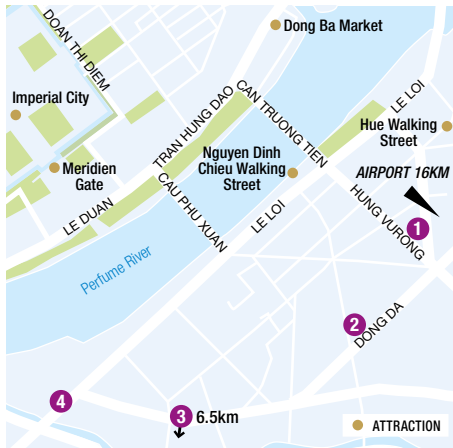 DOAN THI DIEM
Dong Ba Market
Imperial City
TRAN HUNG DAO
CAN TRUONG TIEN
LE LOI
Hue Walking
Street
Meridien
Gate
Nguyen Dinh
Chieu Walking
Street
AIRPORT 16KM
LE DUAN
CAU PHU XUAN
LE LOI
HUNG VURONG
1
Perfume River
2
DONG DA
4
3
6.5km
ATTRACTION